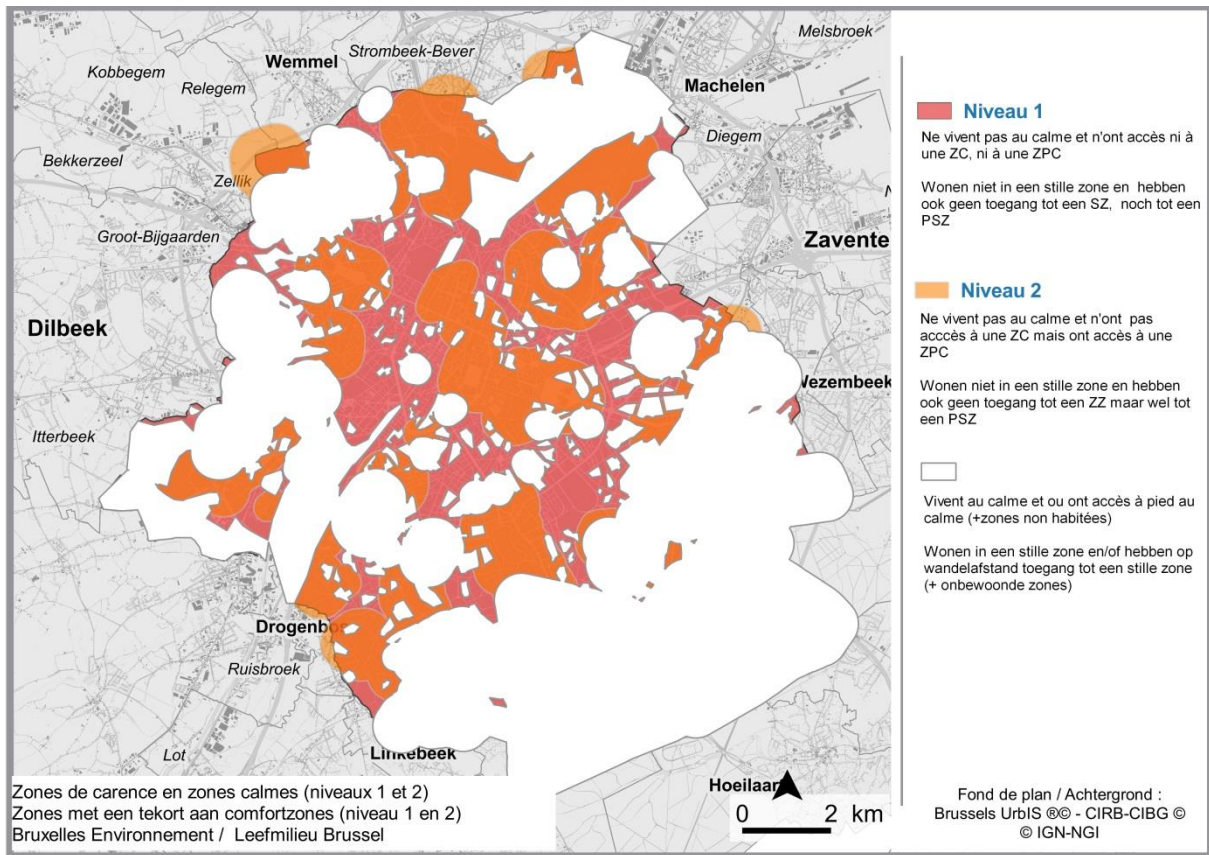 Melsbroek
Strombeek-Bever
Wemmel
Kobbegem
Relegem
Machelen
Diegem
Bekkerzeel
Zellik
Groot-Bijgaarden
Zavente
Dilbeek
Wezembeek
Itterbeek
Drogenbos
Ruisbroek
Lot
Linkebeek
Hoeilaart
0 2 km
Zones de carence en zones calmes (niveaux 1 et 2)
Zones met een tekort aan comfortzones (niveau 1 en 2)
Bruxelles Environnement / Leefmilieu Brussel
Niveau 1
Ne vivent pas au calme et n'ont accès ni à
une ZC, ni à une ZPC
Wonen niet in een stille zone en hebben
ook geen toegang tot een SZ, noch tot een
PSZ
Niveau 2
Ne vivent pas au calme et n'ont pas
acccès à une ZC mais ont accès à une
ZPC
Wonen niet in een stille zone en hebben
ook geen toegang tot een ZZ maar wel tot
een PSZ
Vivent au calme et ou ont accès à pied au
calme (+zones non habitées)
Wonen in een stille zone en/of hebben op
wandelafstand toegang tot een stille zone
(+ onbewoonde zones)
Fond de plan / Achtergrond :
Brussels UrbIS ®© - CIRB-CIBG ©
© IGN-NGI